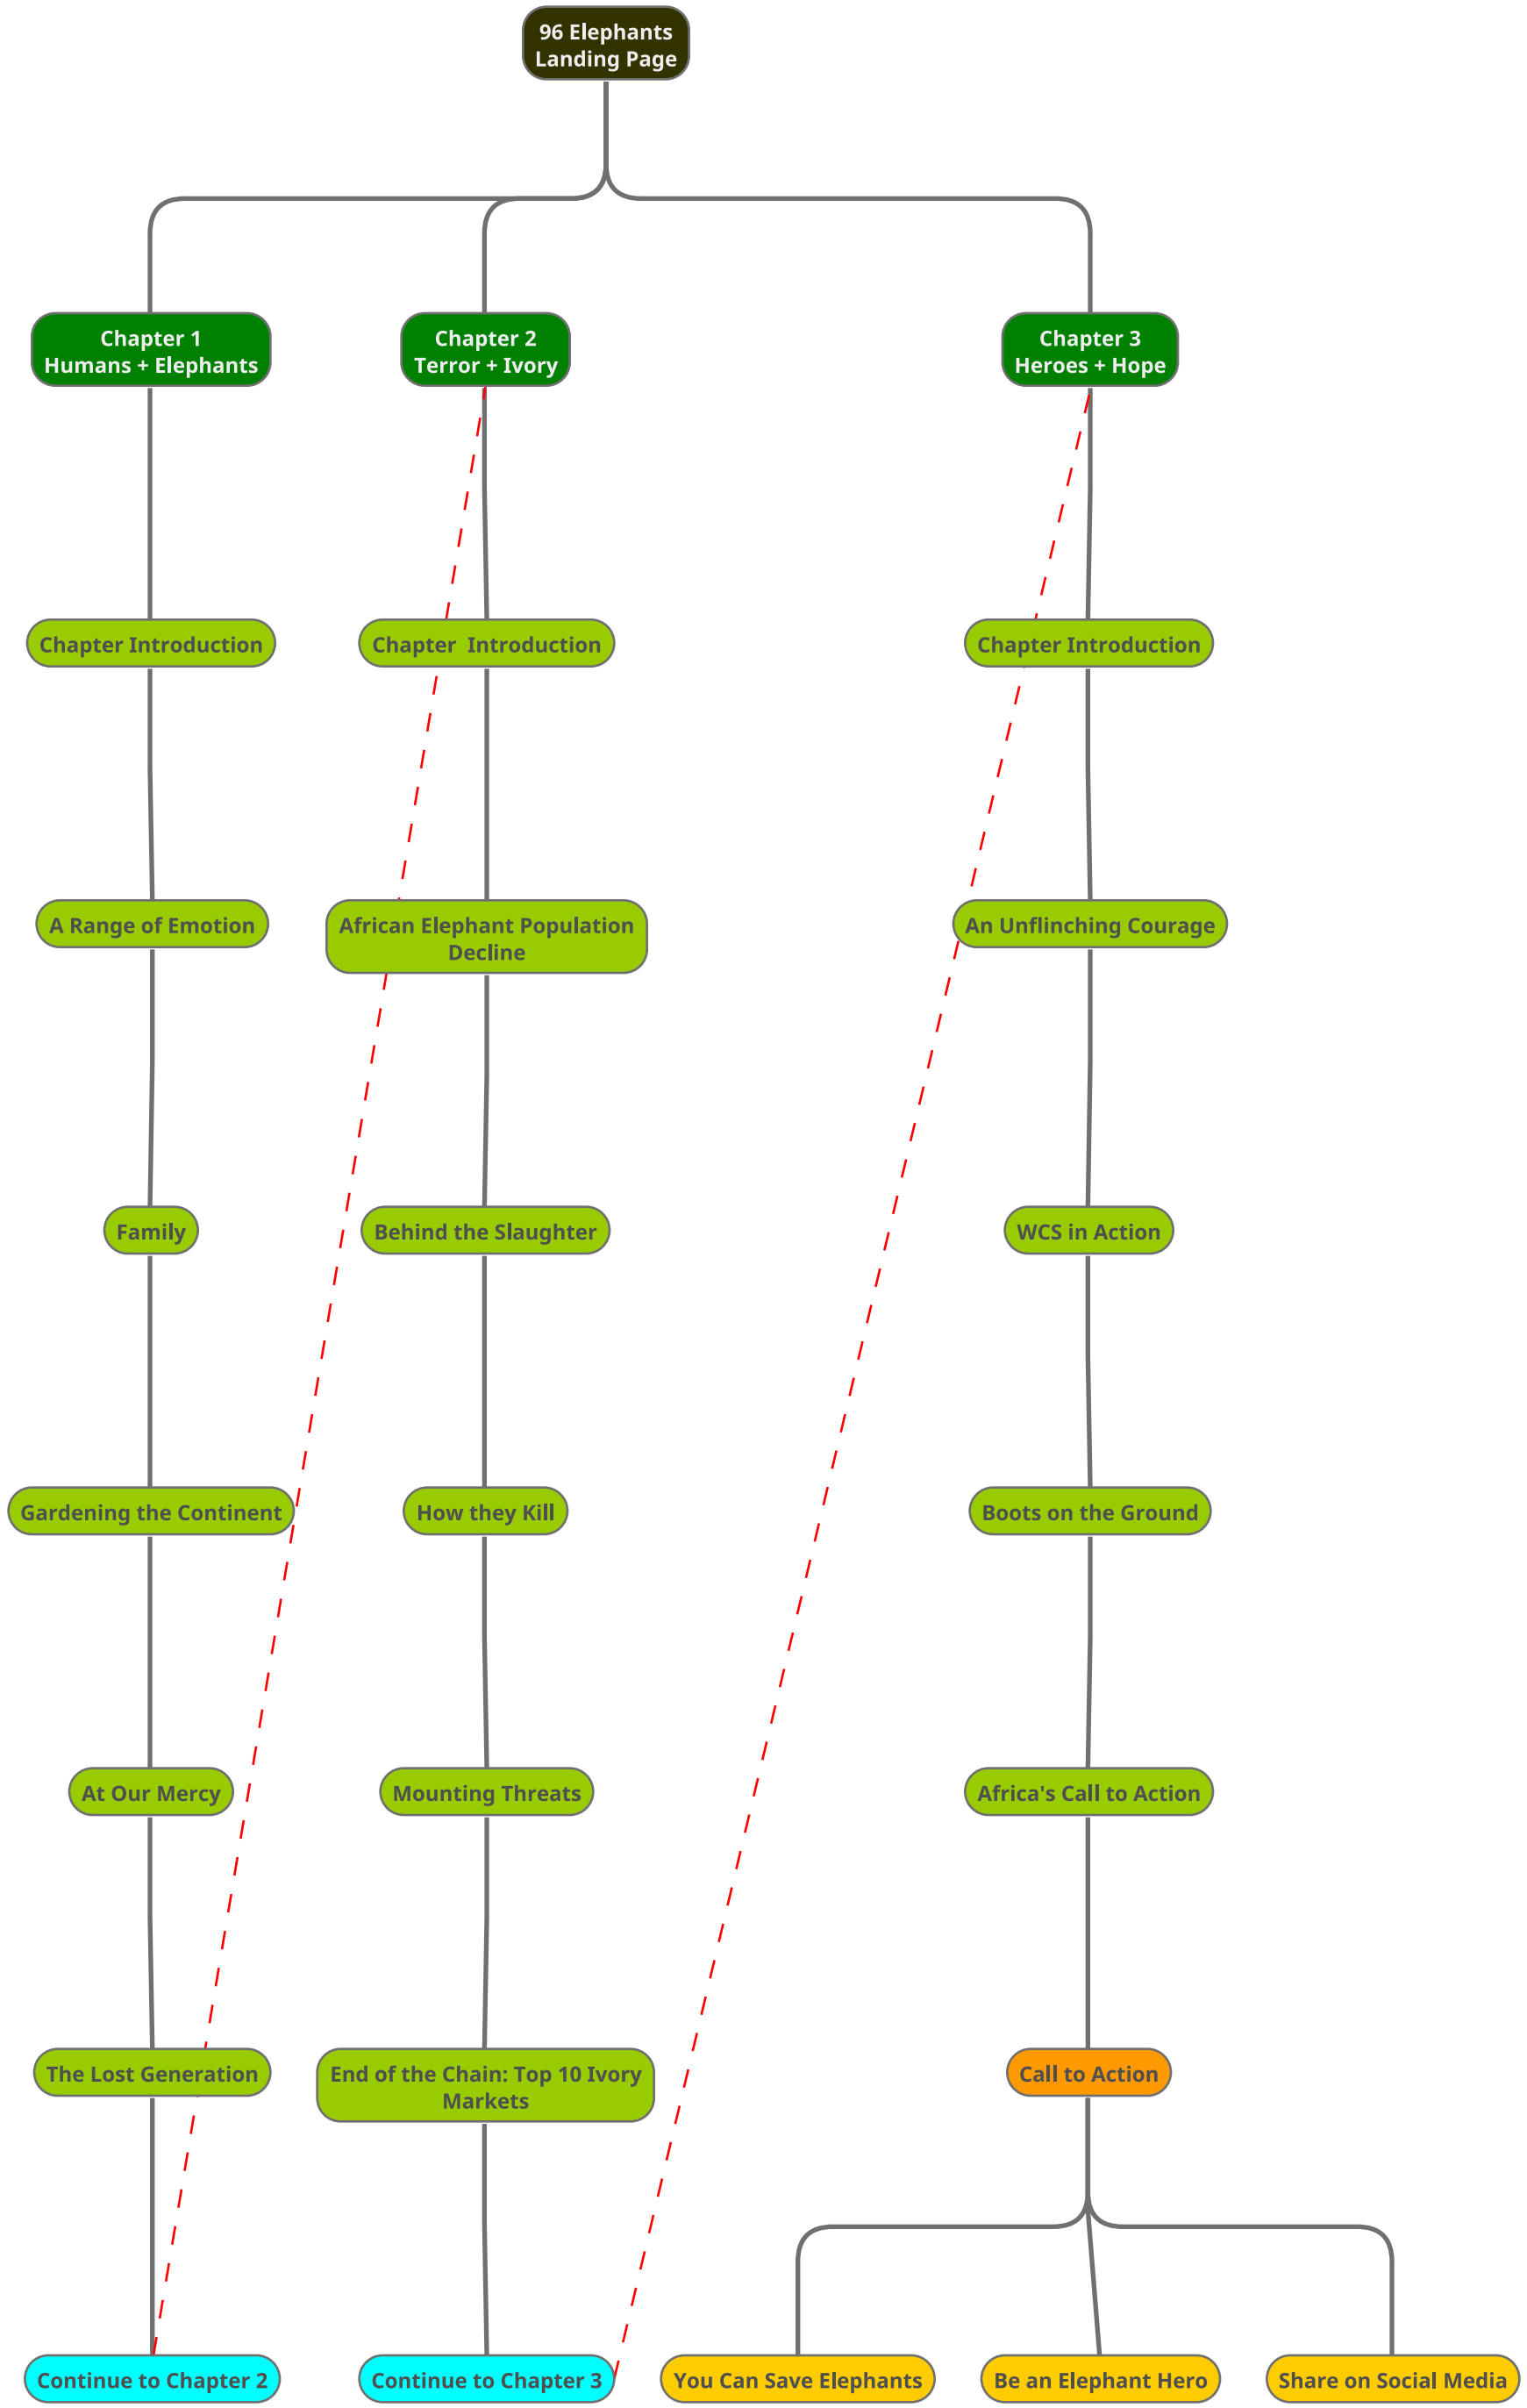 96 Elephants
Landing Page
Chapter 1
Humans + Elephants
Chapter 2
Terror + Ivory
Chapter 3
Heroes + Hope
Chapter Introduction
Chapter  Introduction
Chapter Introduction
A Range of Emotion
African Elephant Population
Decline
An Unflinching Courage
Family
Behind the Slaughter
WCS in Action
Gardening the Continent
How they Kill
Boots on the Ground
At Our Mercy
Mounting Threats
Africa's Call to Action
The Lost Generation
End of the Chain: Top 10 Ivory
Markets
Call to Action
Continue to Chapter 2
Continue to Chapter 3
You Can Save Elephants
Be an Elephant Hero
Share on Social Media